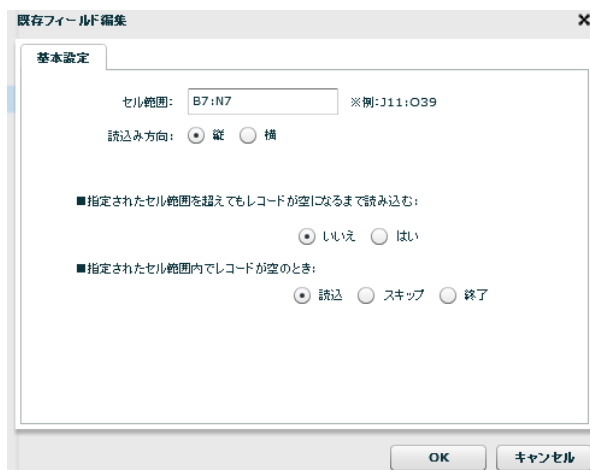 既存フィールド編集
基本設定
セル範囲: B7:N7 ※例:J11:O39
読込み方向: 縦 横
■指定されたセル範囲を超えてもレコードが空になるまで読み込む:
いいえ はい
■指定されたセル範囲内でレコードが空のとき:
読込 スキップ 終了
OK キャンセル